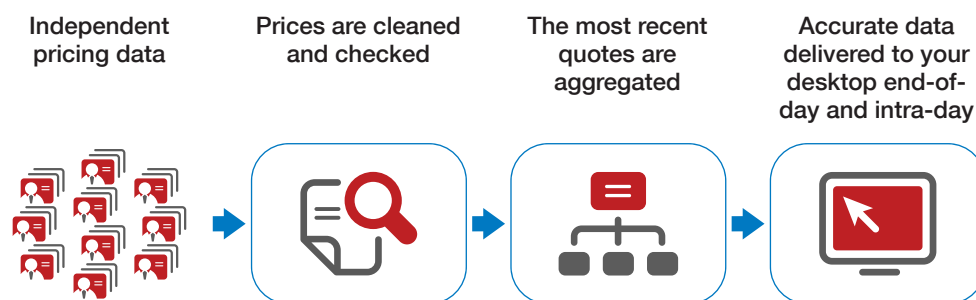 Independent
pricing data
Prices are cleaned
and checked
The most recent
quotes are
aggregated
Accurate data
delivered to your
desktop end-of-
day and intra-day